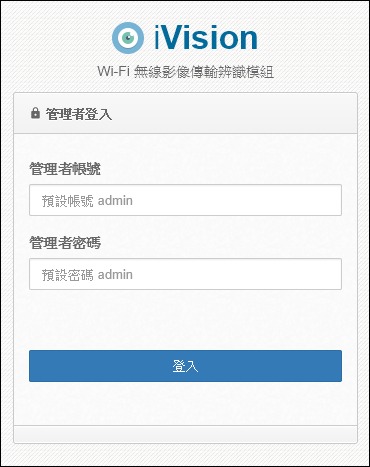 iVision
Wi-Fi 無線影像傳輸辨識模組
管理者登入
管理者帳號
預設帳號 admin
管理者密碼
預設密碼 admin
登入